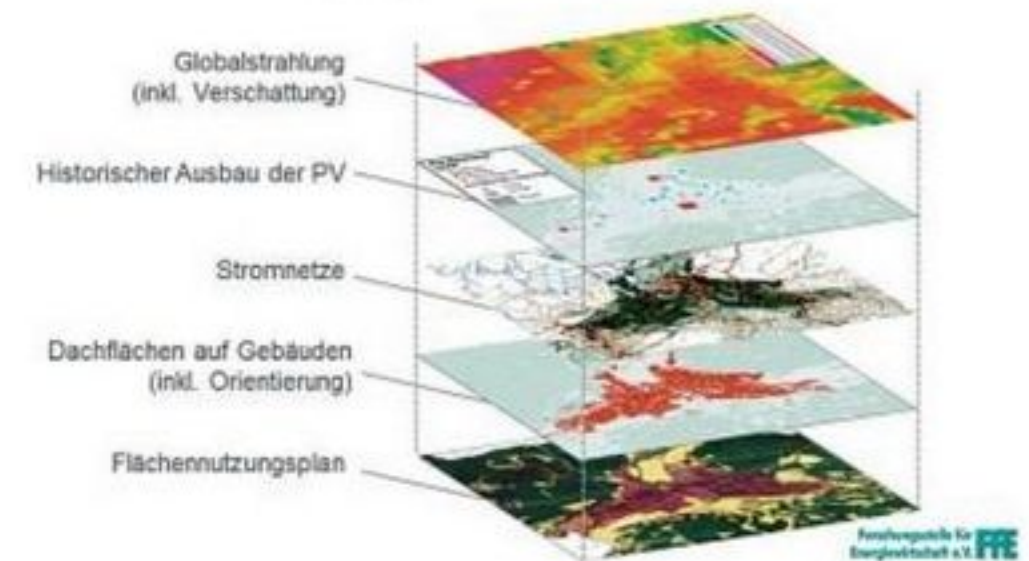 Globalstrahlung
(inkl. Verschattung)
Historischer Ausbau der PV
Stromnetze
Dachflächen auf Gebäuden
(inkl. Orientierung)
Flächennutzungsplan
Forschungsstelle für
Energiewirtschaft e.V. FfE